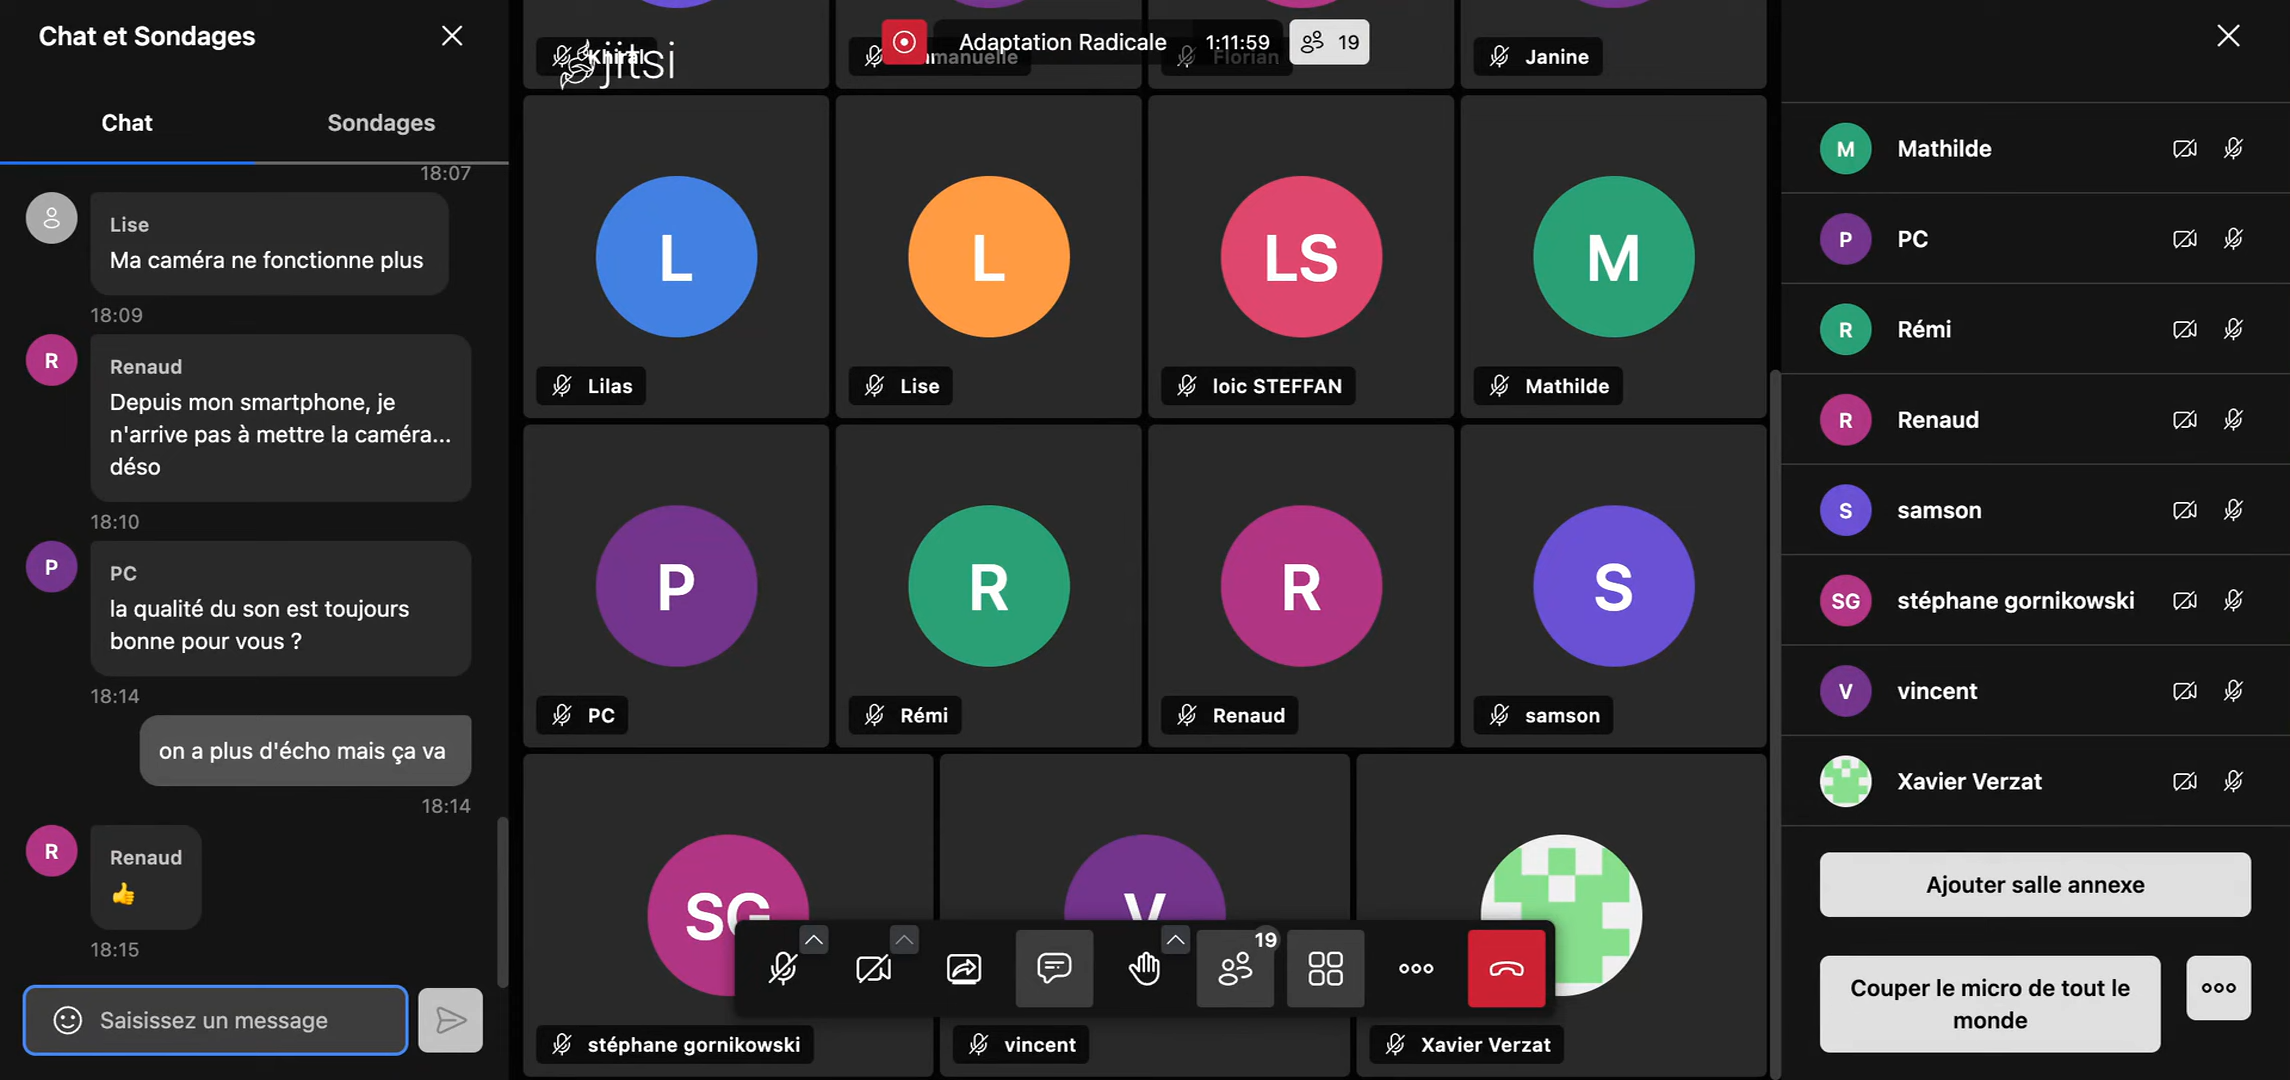 Chat et Sondages
Chat
Sondages
18:07
Lise
Ma caméra ne fonctionne plus
18:09
R
Renaud
Depuis mon smartphone, je
n'arrive pas à mettre la caméra...
déso
18:10
P
PC
la qualité du son est toujours
bonne pour vous ?
18:14
on a plus d'écho mais ça va
18:14
R
Renaud
👍
18:15
Saisissez un message
jitsi
Adaptation Radicale
1:11:59
19
Florian
Janine
L
Lilas
L
Lise
LS
loic STEFFAN
M
Mathilde
P
PC
R
Rémi
R
Renaud
S
samson
SG
stéphane gornikowski
V
vincent
Xavier Verzat
19
M
Mathilde
P
PC
R
Rémi
R
Renaud
S
samson
SG
stéphane gornikowski
V
vincent
Xavier Verzat
Ajouter salle annexe
Couper le micro de tout le
monde